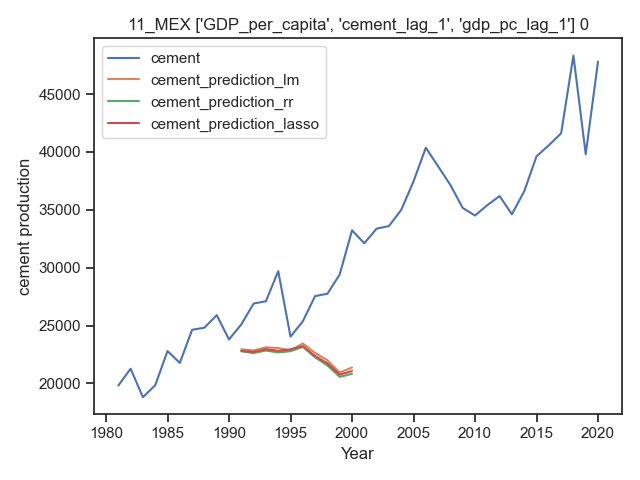 11_MEX ['GDP_per_capita', 'cement_lag_1', 'gdp_pc_lag_1'] 0
cement
cement_prediction_lm
cement_prediction_rr
cement_prediction_lasso
cement production
45000
40000
35000
30000
25000
20000
1980 1985 1990 1995 2000 2005 2010 2015 2020
Year